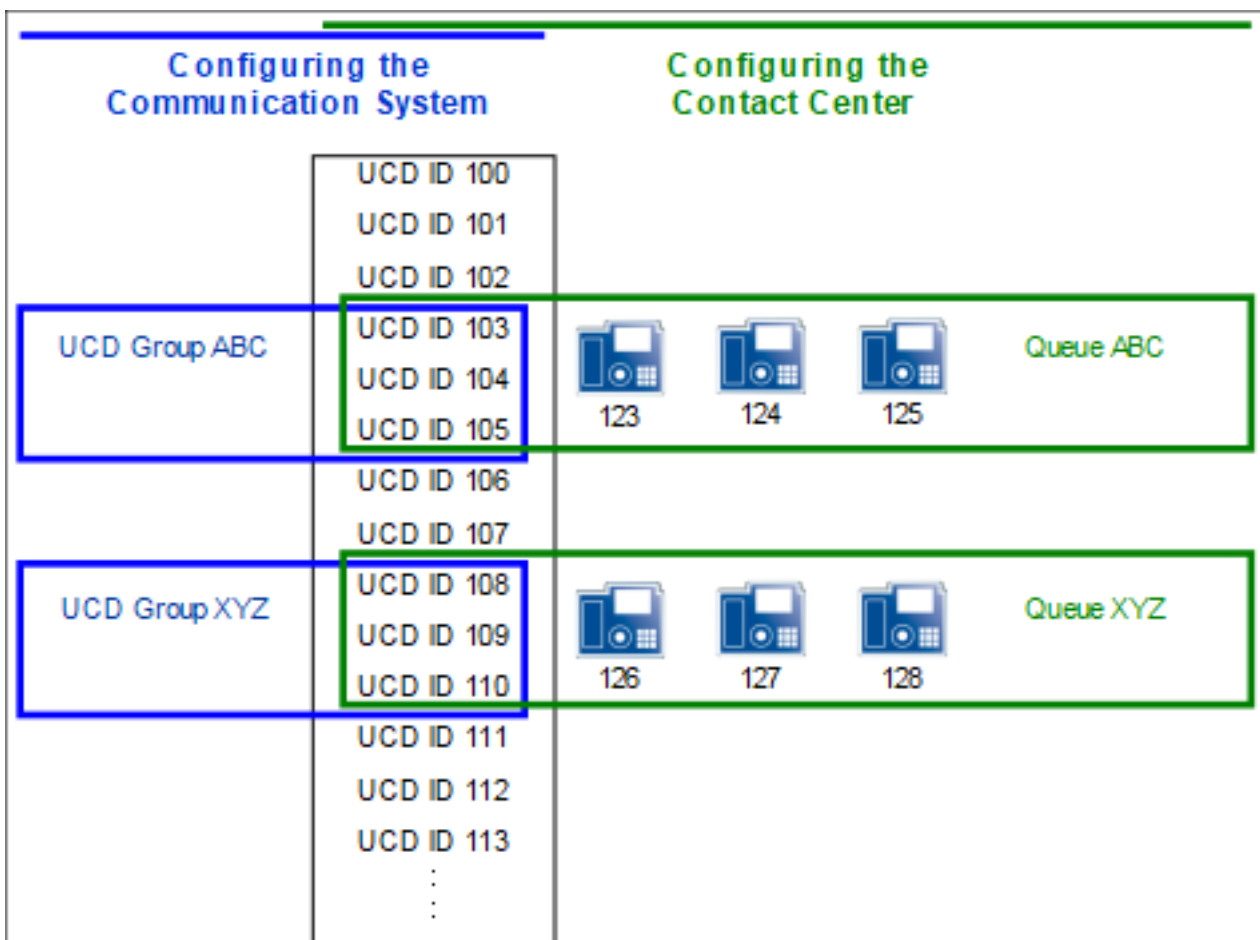 Configuring the
Communication System
Configuring the
Contact Center
UCD ID 100
UCD ID 101
UCD ID 102
UCD Group ABC
UCD ID 103
UCD ID 104
UCD ID 105
123
124
125
Queue ABC
UCD ID 106
UCD ID 107
UCD Group XYZ
UCD ID 108
UCD ID 109
UCD ID 110
126
127
128
Queue XYZ
UCD ID 111
UCD ID 112
UCD ID 113